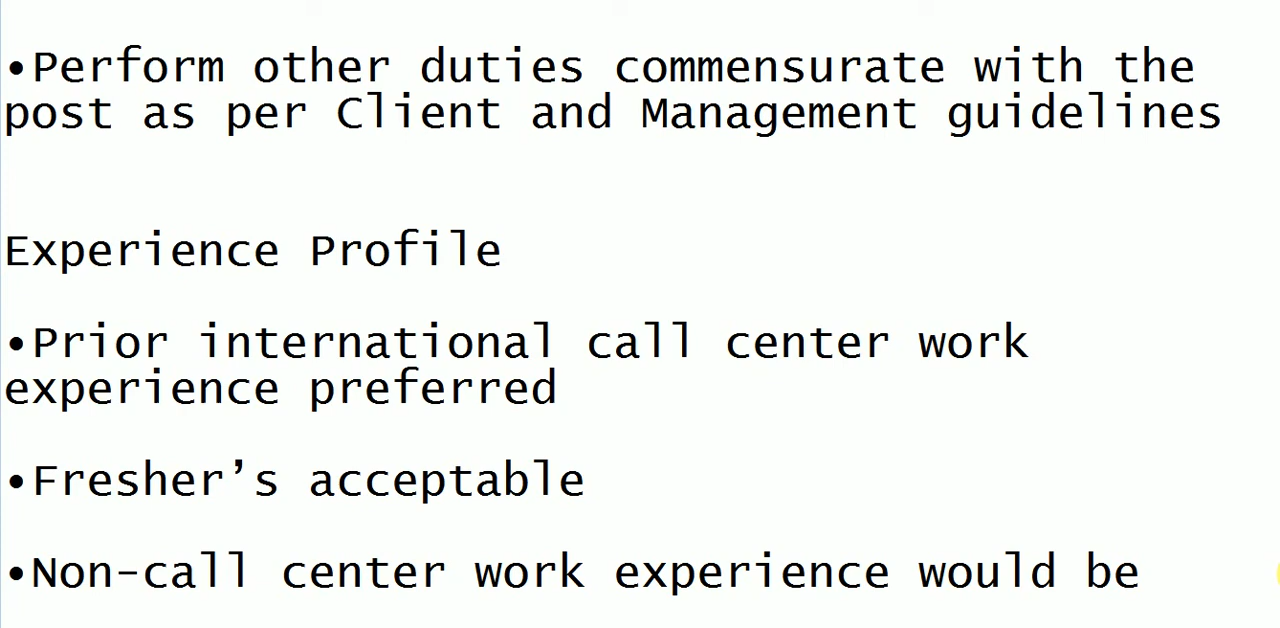 •Perform other duties commensurate with the
post as per Client and Management guidelines
Experience Profile
•Prior international call center work
experience preferred
•Fresher’s acceptable
•Non-call center work experience would be